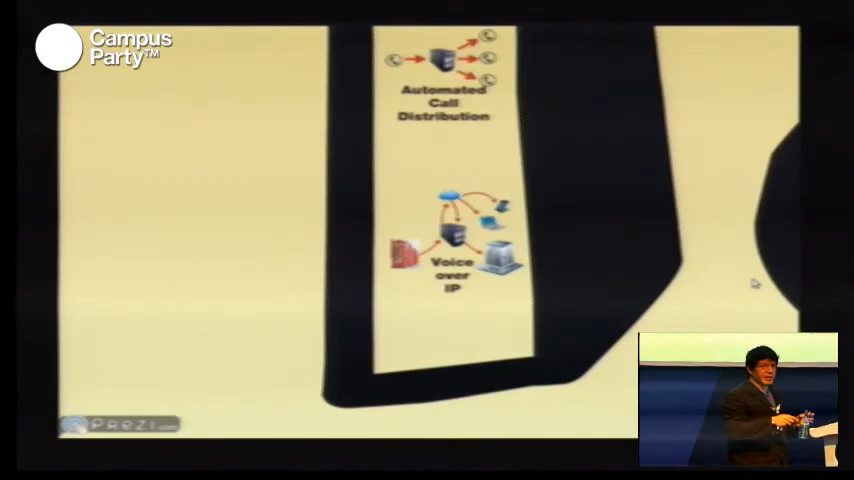 Campus
Party™
Automated
Call
Distribution
Voice
over
IP
PREZI.com